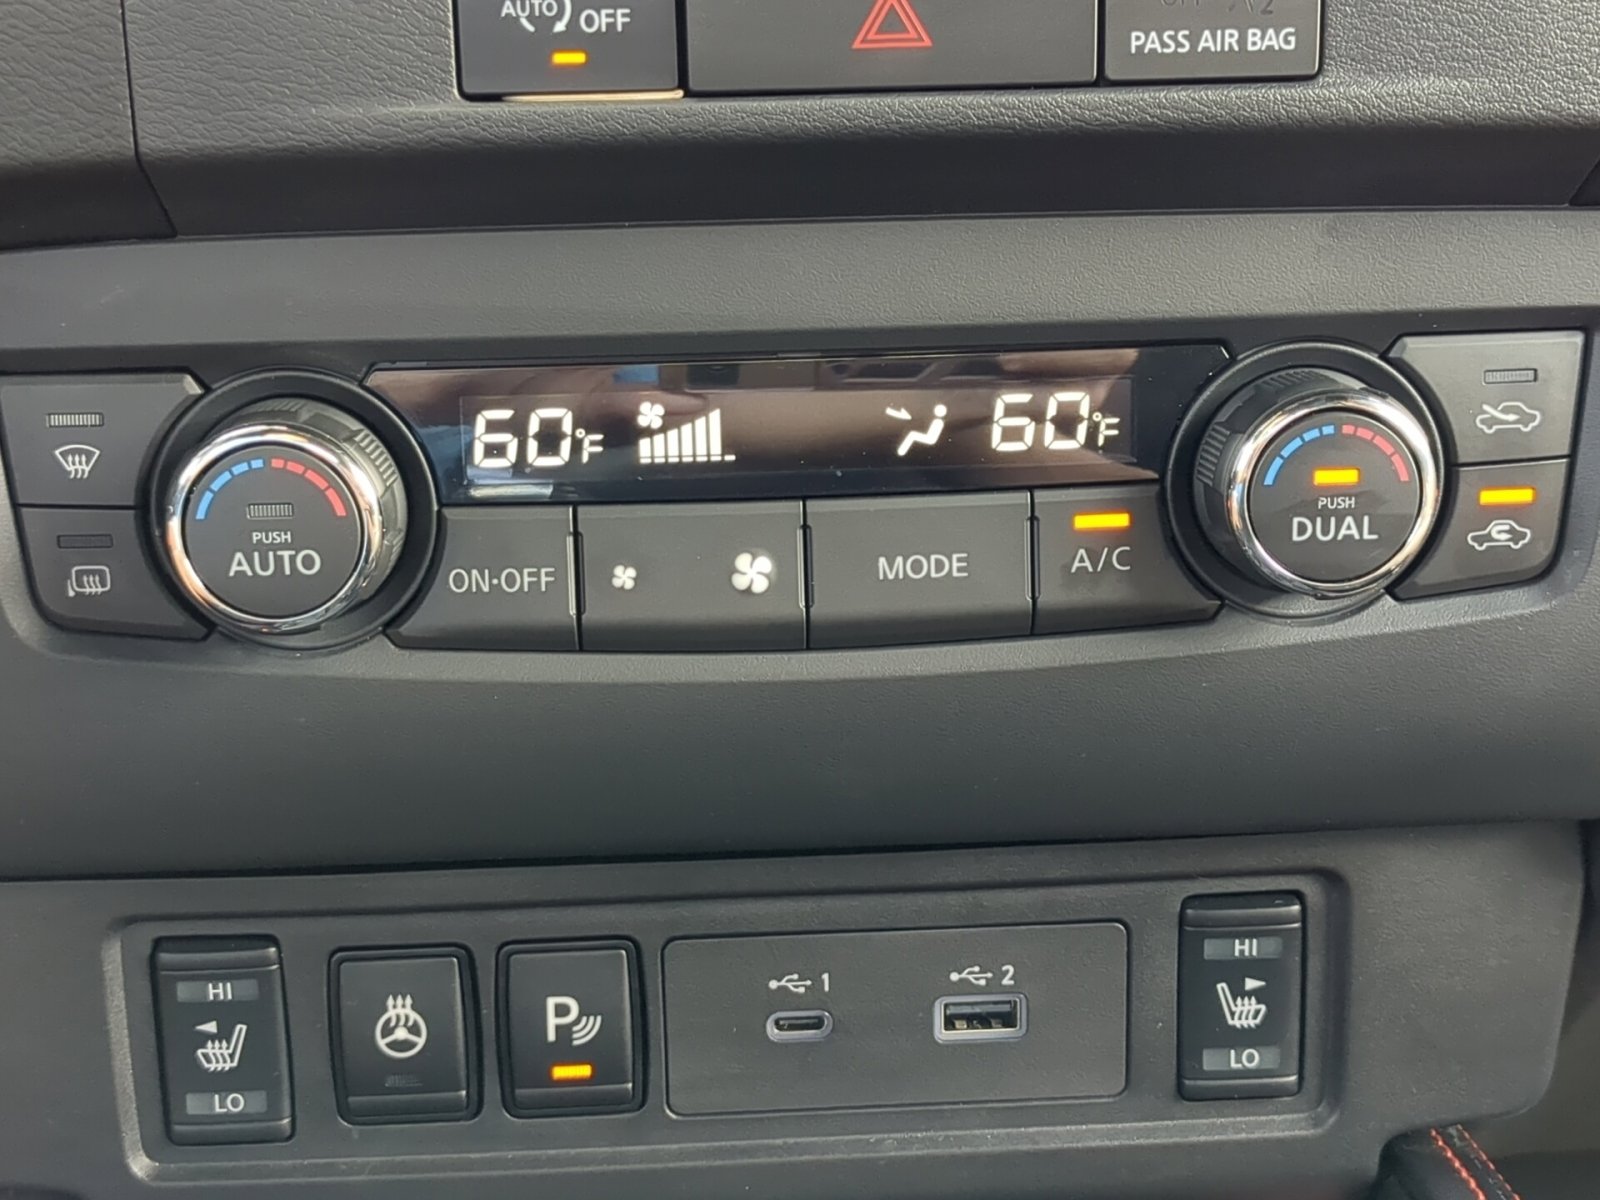 AUTO OFF
PASS AIR BAG
60°F
60°F
PUSH
AUTO
ON·OFF
MODE
A/C
PUSH
DUAL
HI
LO
P
1
2
HI
LO